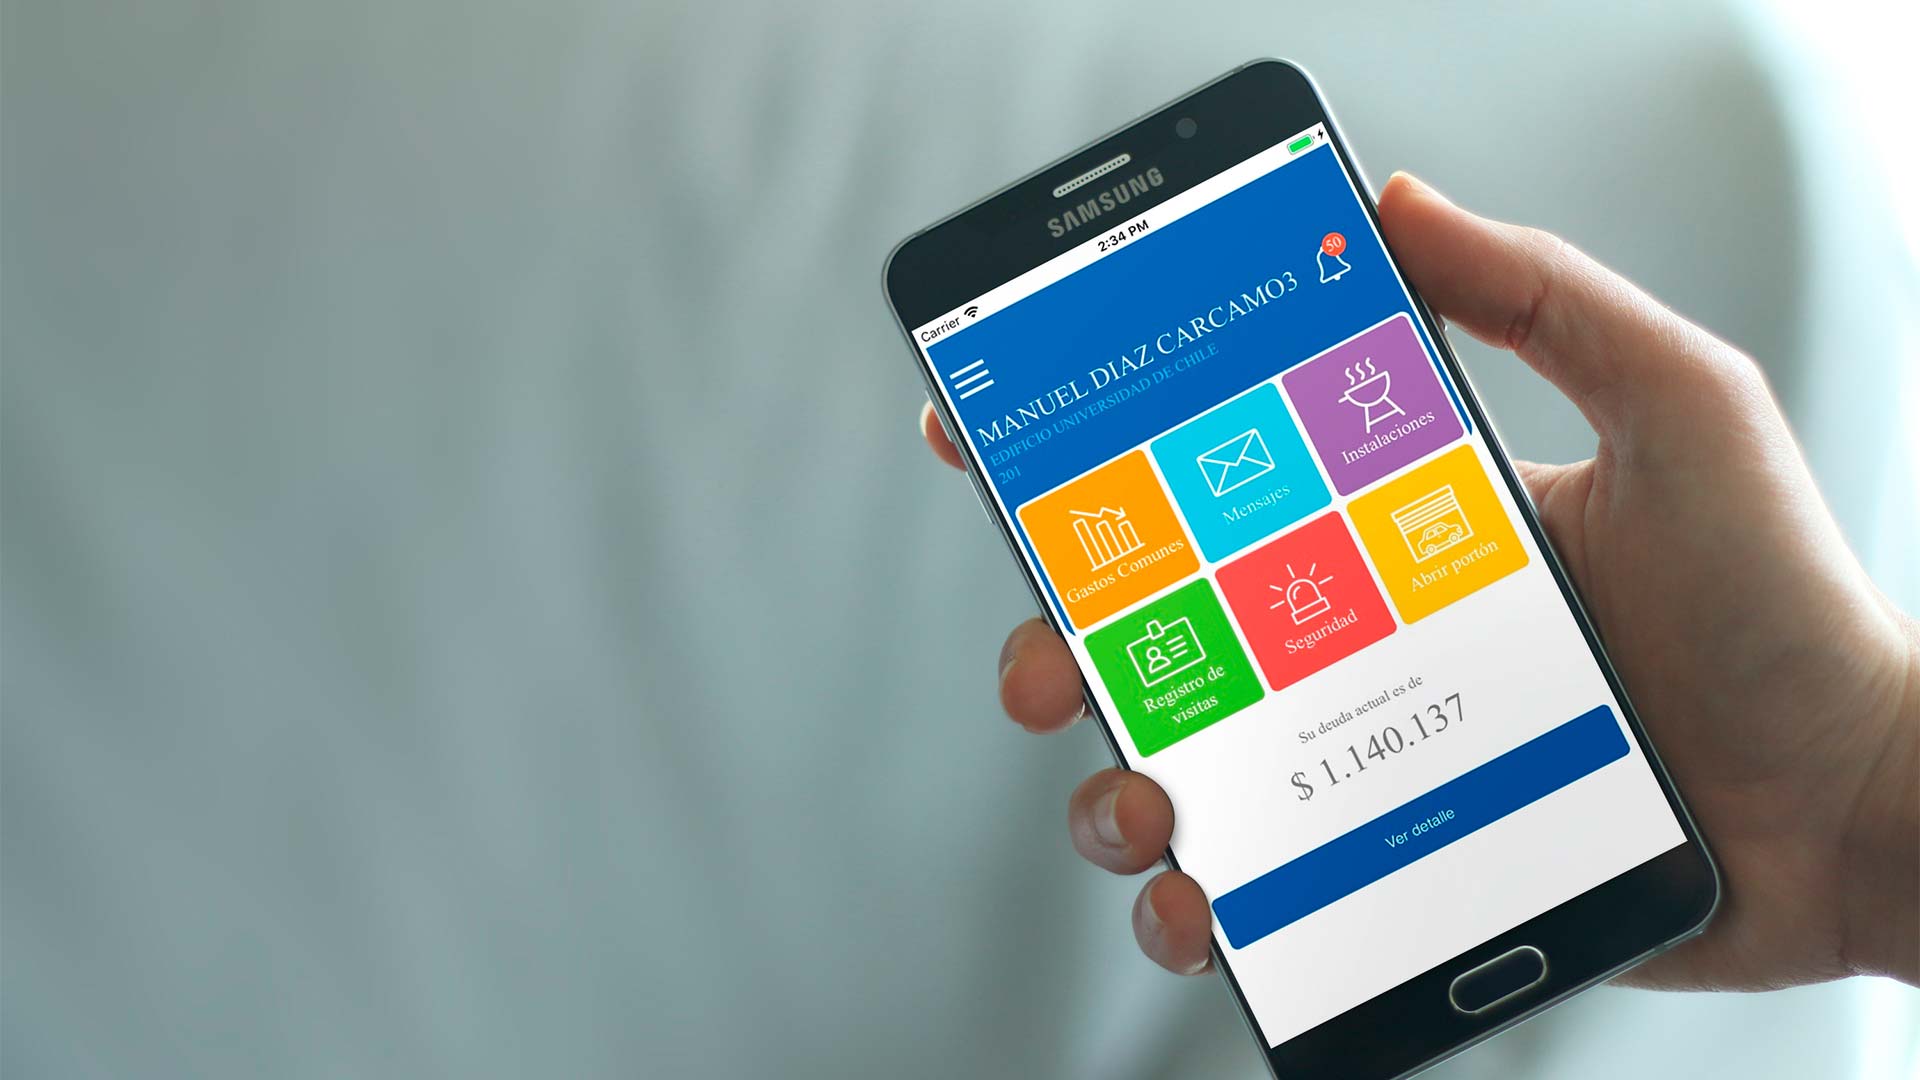 SAMSUNG
Carrier
2:34 PM
50
MANUEL DIAZ CARCAMO3
EDIFICIO UNIVERSIDAD DE CHILE
201
Gastos Comunes
Mensajes
Instalaciones
Registro de
visitas
Seguridad
Abrir portón
Su deuda actual es de
$ 1.140.137
Ver detalle